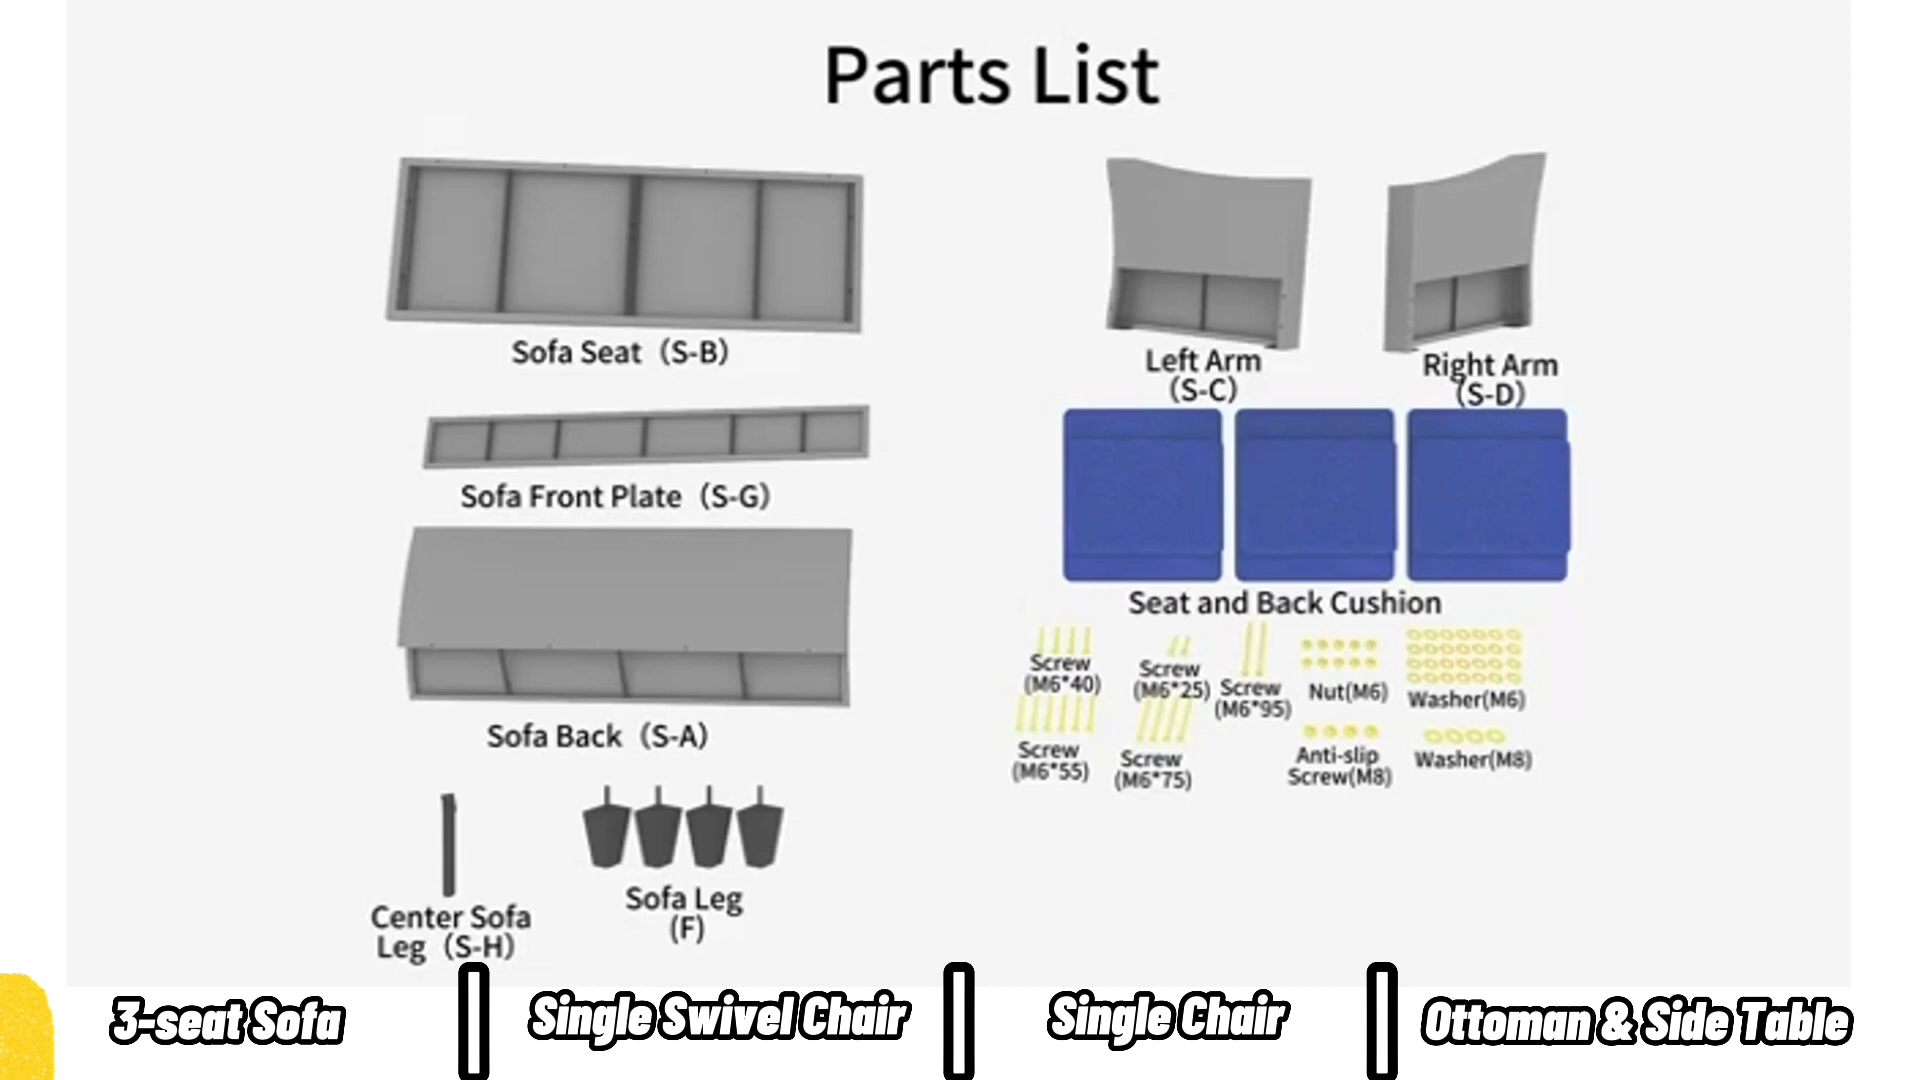 Parts List
Sofa Seat（S-B）
Left Arm
（S-C）
Right Arm
（S-D）
Sofa Front Plate（S-G）
Sofa Back（S-A）
Seat and Back Cushion
Screw
(M6*40)
Screw
(M6*25)
Screw
(M6*95)
Nut(M6)
Washer(M6)
Screw
(M6*55)
Screw
(M6*75)
Anti-slip
Screw(M8)
Washer(M8)
Center Sofa
Leg（S-H）
Sofa Leg
(F)
3-seat Sofa
Single Swivel Chair
Single Chair
Ottoman & Side Table